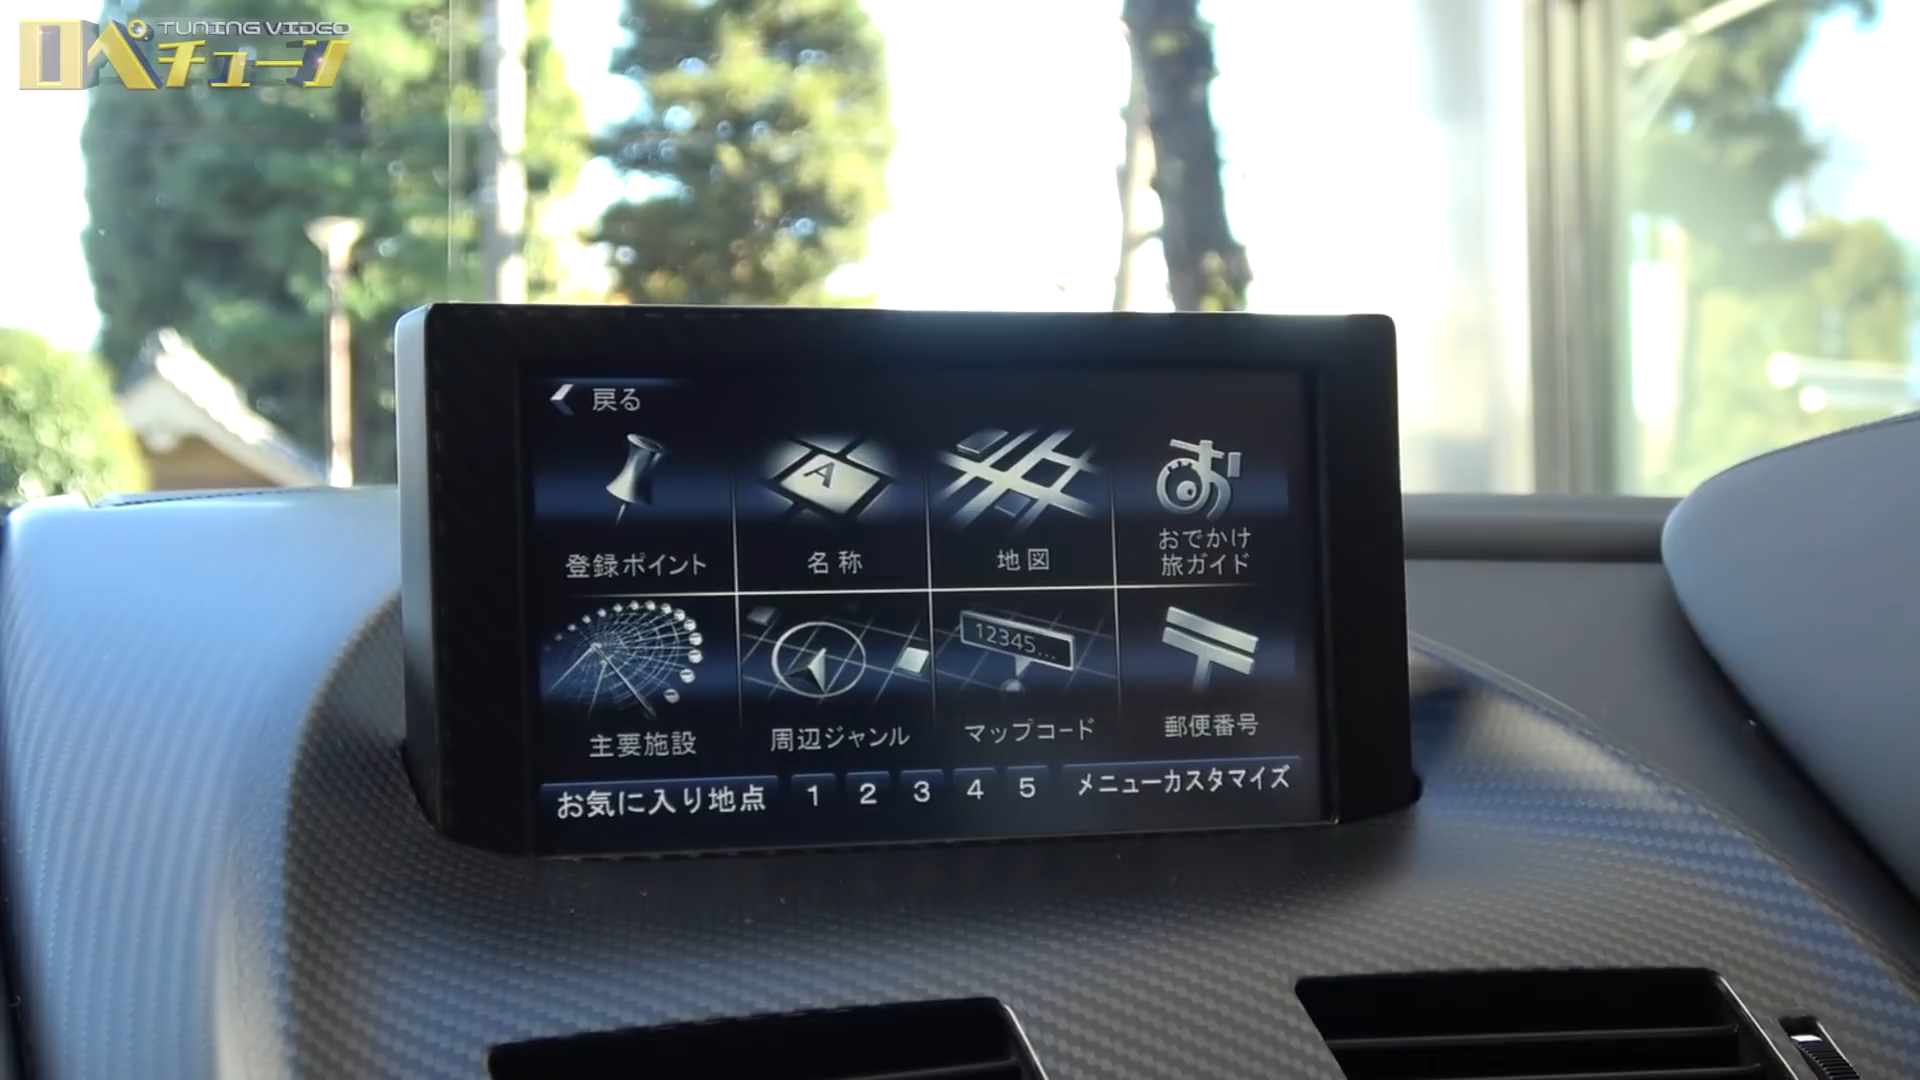 TUNING VIDEO
ロペチューン
戻る
A
登録ポイント
名称
地図
お
おでかけ
旅ガイド
12345...
主要施設
周辺ジャンル
マップコード
郵便番号
お気に入り地点 1 2 3 4 5 メニューカスタマイズ